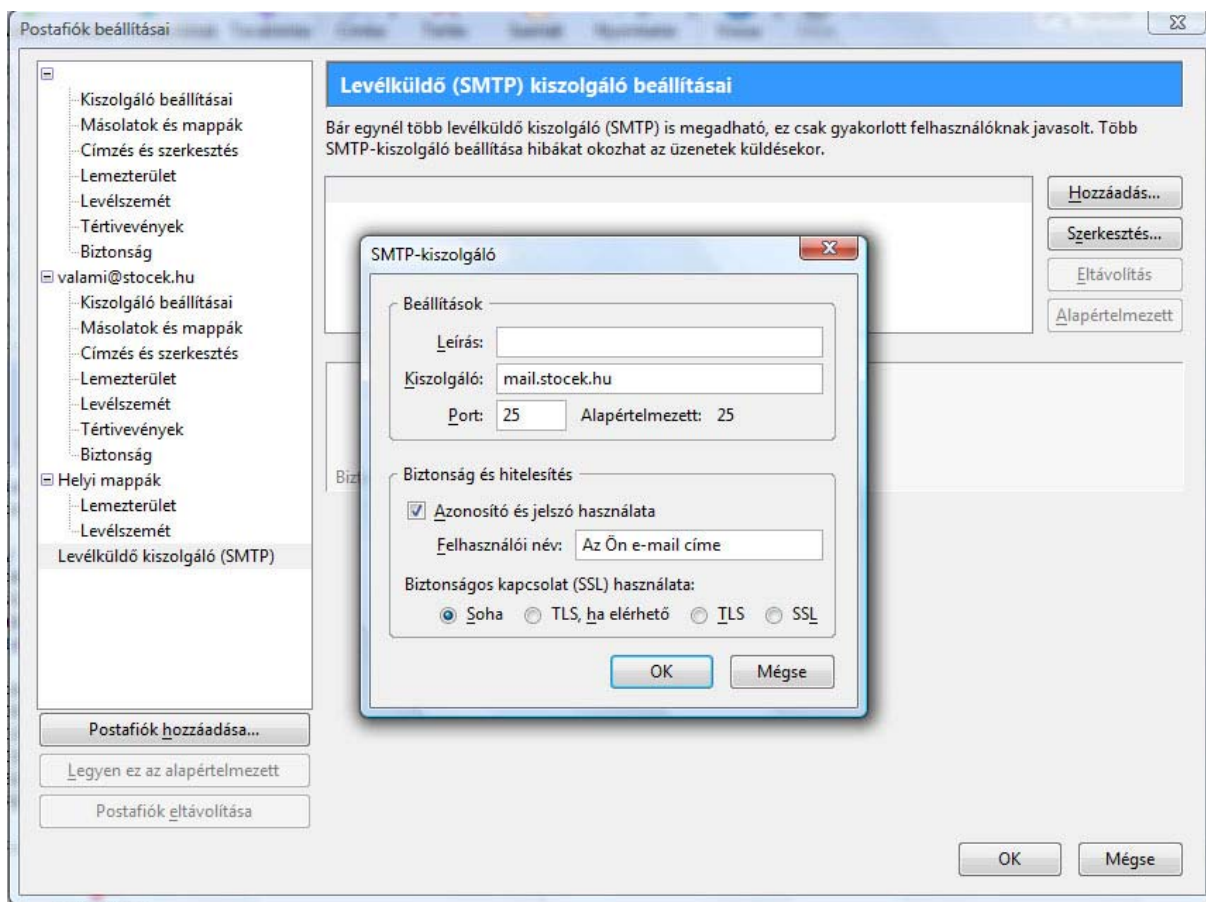 Postafiók beállításai
Kiszolgáló beállításai
Másolatok és mappák
Címzés és szerkesztés
Lemezterület
Levélszemét
Tértivevények
Biztonság
valami@stocek.hu
Kiszolgáló beállításai
Másolatok és mappák
Címzés és szerkesztés
Lemezterület
Levélszemét
Tértivevények
Biztonság
Helyi mappák
Lemezterület
Levélszemét
Levélküldő kiszolgáló (SMTP)
Postafiók hozzáadása...
Legyen ez az alapértelmezett
Postafiók eltávolítása
Levélküldő (SMTP) kiszolgáló beállításai
Bár egynél több levélküldő kiszolgáló (SMTP) is megadható, ez csak gyakorlott felhasználóknak javasolt. Több
SMTP-kiszolgáló beállítása hibákat okozhat az üzenetek küldésekor.
Hozzáadás...
Szerkesztés...
Eltávolítás
Alapértelmezett
SMTP-kiszolgáló
Beállítások
Leírás:
Kiszolgáló: mail.stocek.hu
Port: 25 Alapértelmezett: 25
Biztonság és hitelesítés
Azonosító és jelszó használata
Felhasználói név: Az Ön e-mail címe
Biztonságos kapcsolat (SSL) használata:
Soha TLS, ha elérhető TLS SSL
OK Mégse
OK Mégse